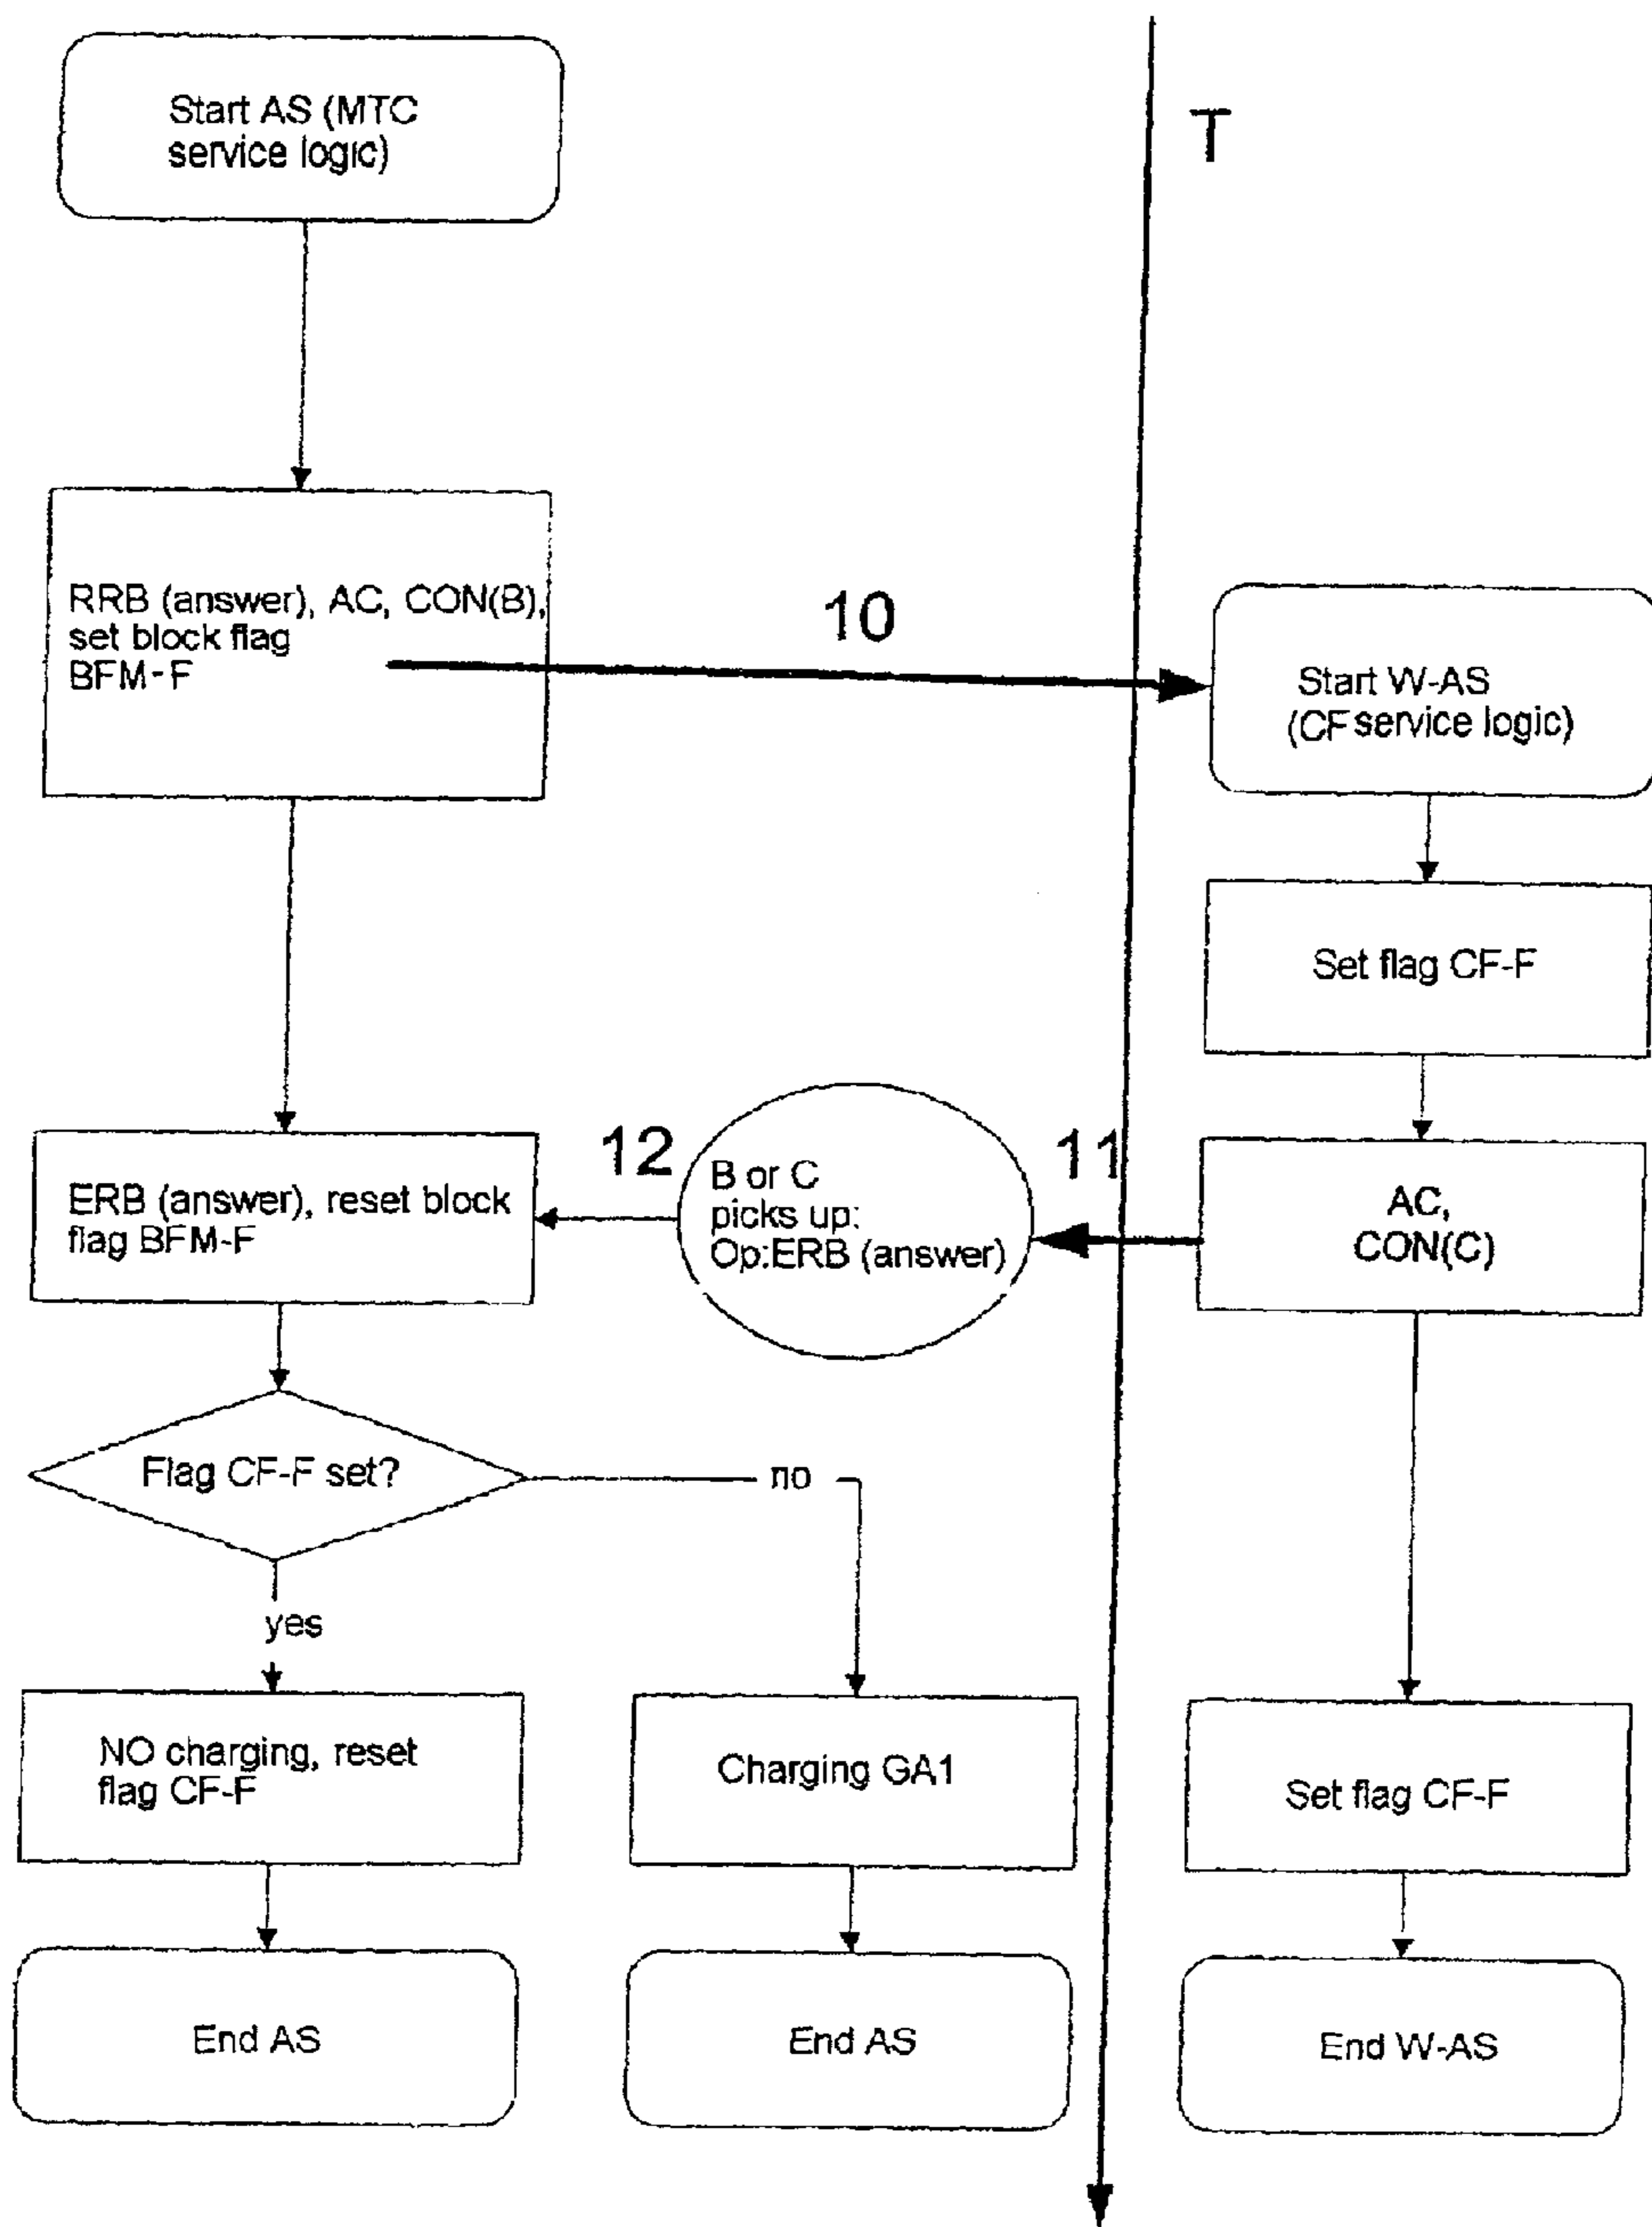 Start AS (MTC
service logic)
T
RRB (answer), AC, CON(B),
set block flag
BFM-F
10
Start W-AS
(CF service logic)
Set flag CF-F
ERB (answer), reset block
flag BFM-F
12
B or C
picks up:
Op:ERB (answer)
11
AC,
CON(C)
Flag CF-F set?
no
yes
NO charging, reset
flag CF-F
Charging GA1
Set flag CF-F
End AS
End AS
End W-AS